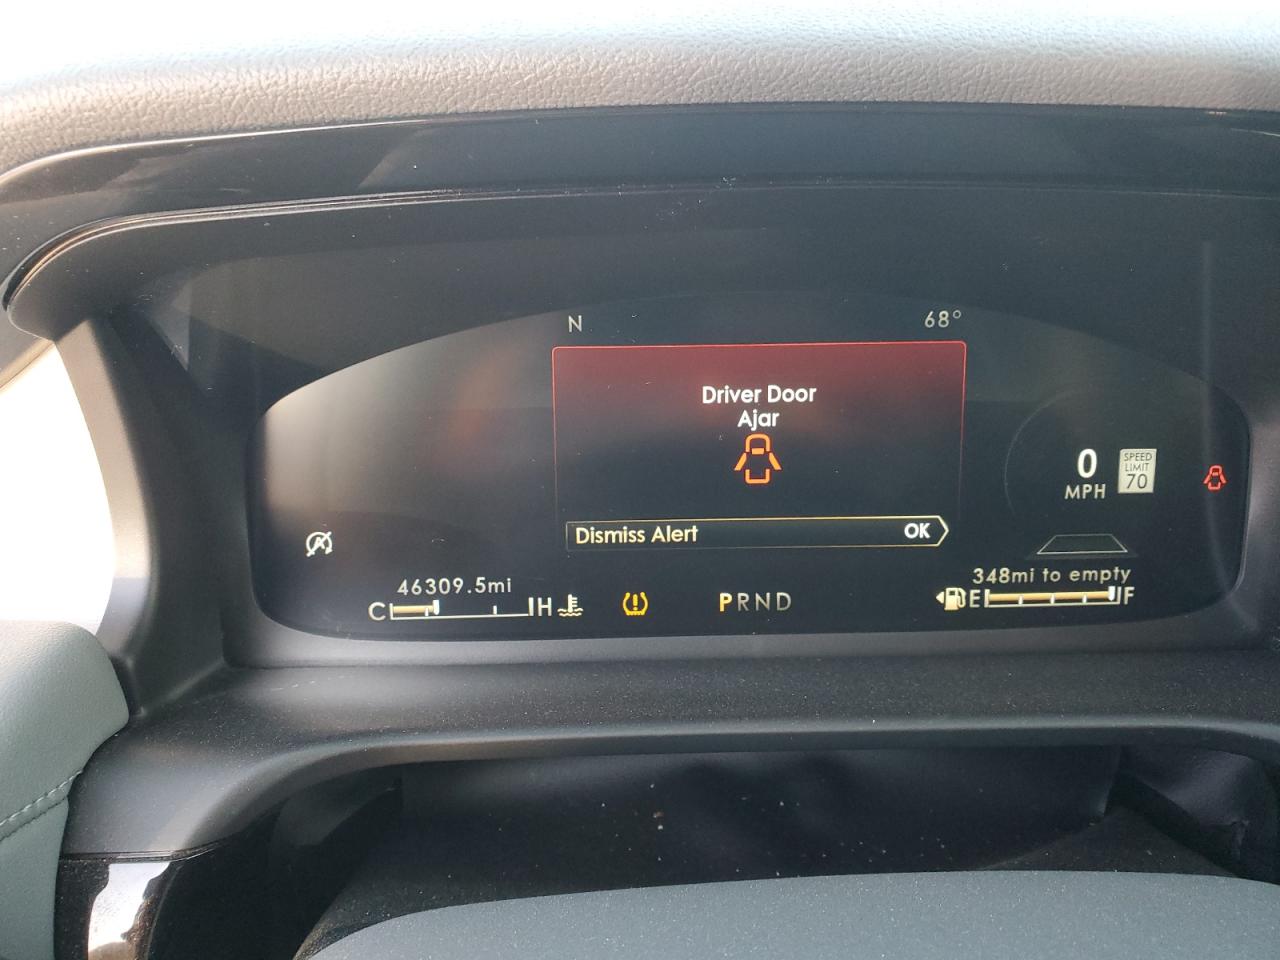 N
68°
Driver Door
Ajar
Dismiss Alert
OK
0
MPH
SPEED
LIMIT
70
A
46309.5mi
C H
PRND
348mi to empty
E F